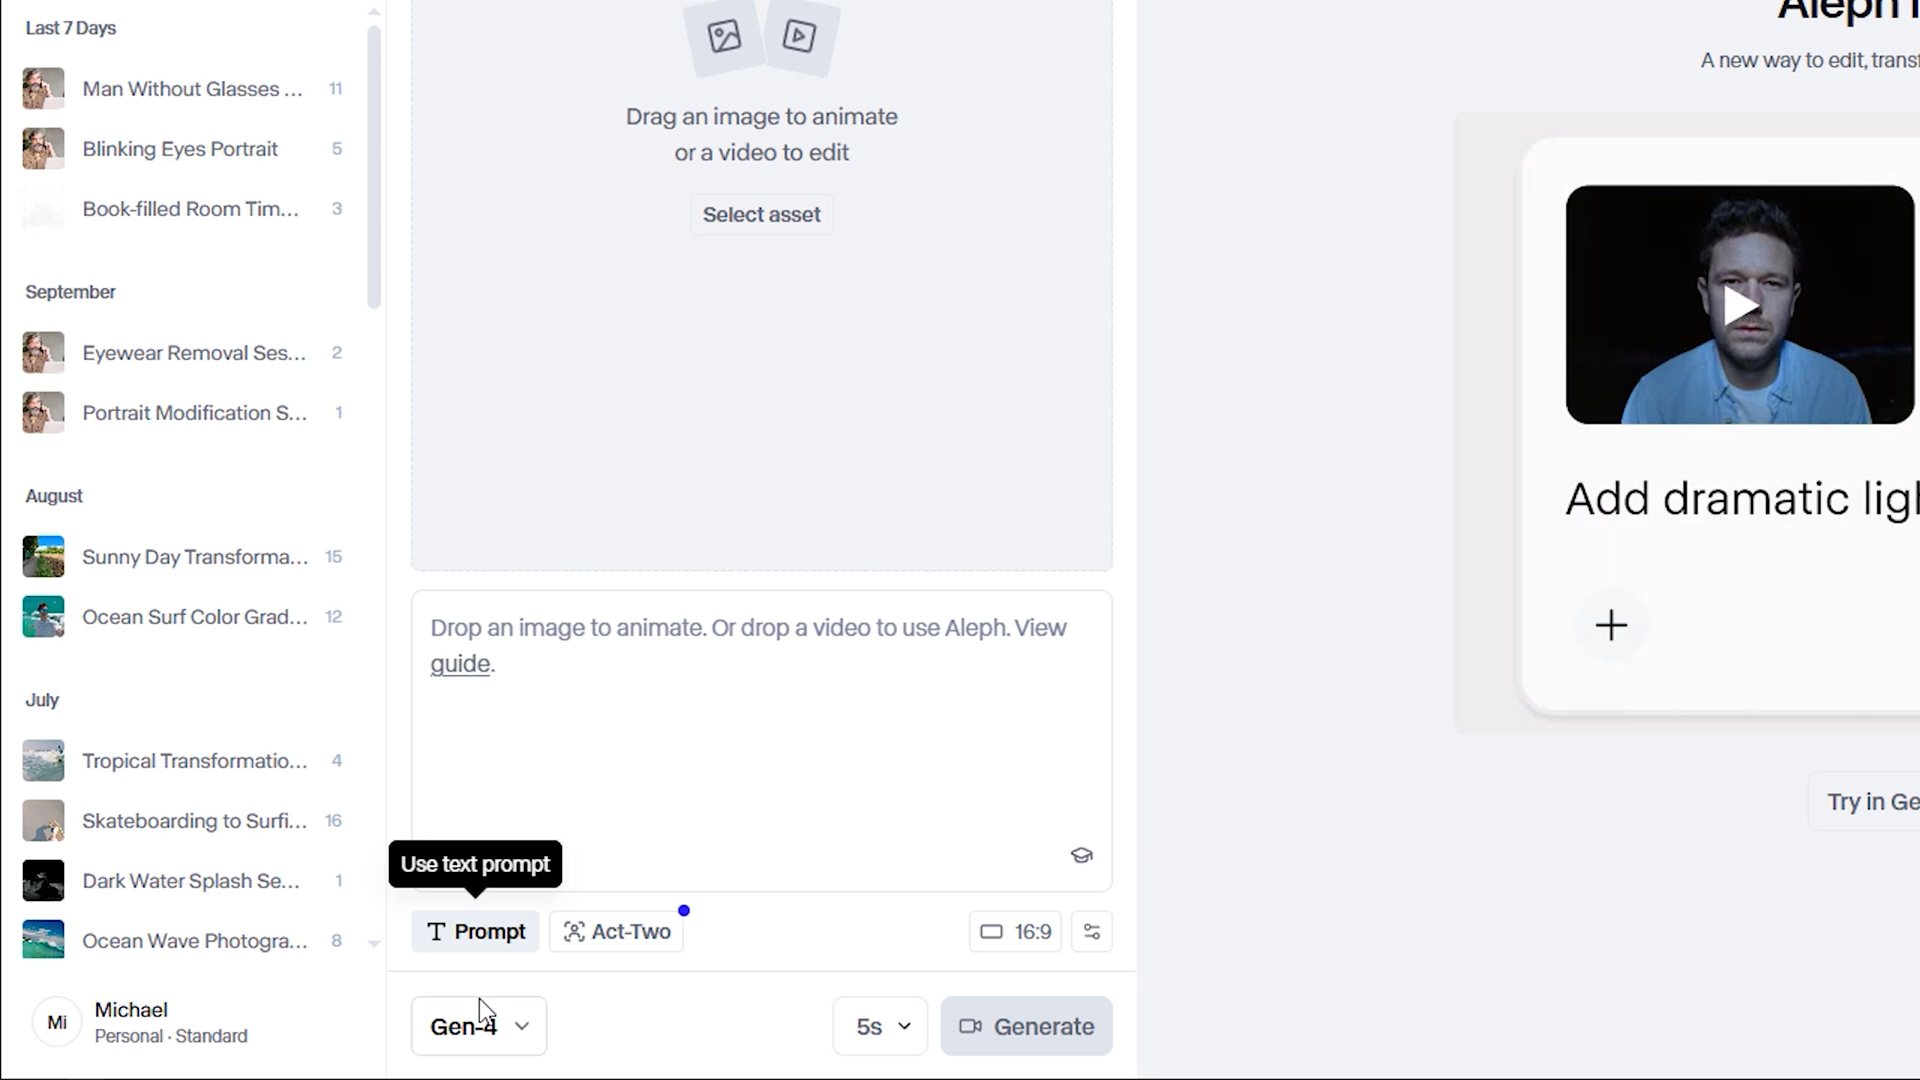 Last 7 Days
Man Without Glasses ... 11
Blinking Eyes Portrait 5
Book-filled Room Tim... 3
September
Eyewear Removal Ses... 2
Portrait Modification S... 1
August
Sunny Day Transforma... 15
Ocean Surf Color Grad... 12
July
Tropical Transformatio... 4
Skateboarding to Surfi... 16
Dark Water Splash Se... 1
Ocean Wave Photogra... 8
Mi
Michael
Personal · Standard
Drag an image to animate
or a video to edit
Select asset
Drop an image to animate. Or drop a video to use Aleph. View
guide.
Use text prompt
T Prompt
Act-Two
16:9
Gen-4
5s
Generate
Aleph
A new way to edit, transf
Add dramatic ligh
Try in Ge